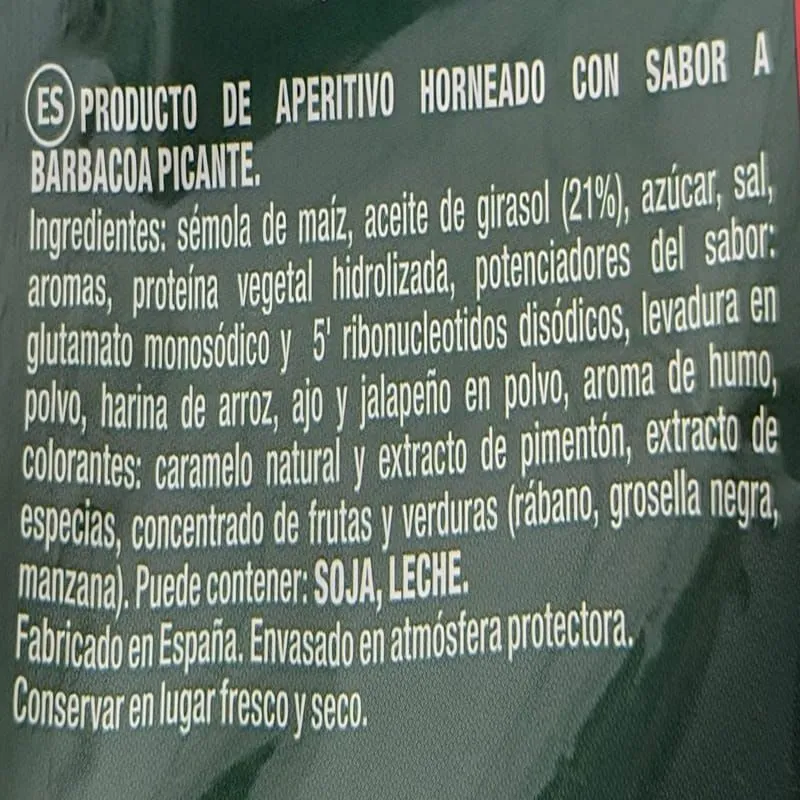 ES PRODUCTO DE APERITIVO HORNEADO CON SABOR A
BARBACOA PICANTE.
Ingredientes: sémola de maíz, aceite de girasol (21%), azúcar, sal,
aromas, proteína vegetal hidrolizada, potenciadores del sabor:
glutamato monosódico y 5' ribonucleotidos disódicos, levadura en
polvo, harina de arroz, ajo y jalapeño en polvo, aroma de humo,
colorantes: caramelo natural y extracto de pimentón, extracto de
especias, concentrado de frutas y verduras (rábano, grosella negra,
manzana). Puede contener: SOJA, LECHE.
Fabricado en España. Envasado en atmósfera protectora.
Conservar en lugar fresco y seco.